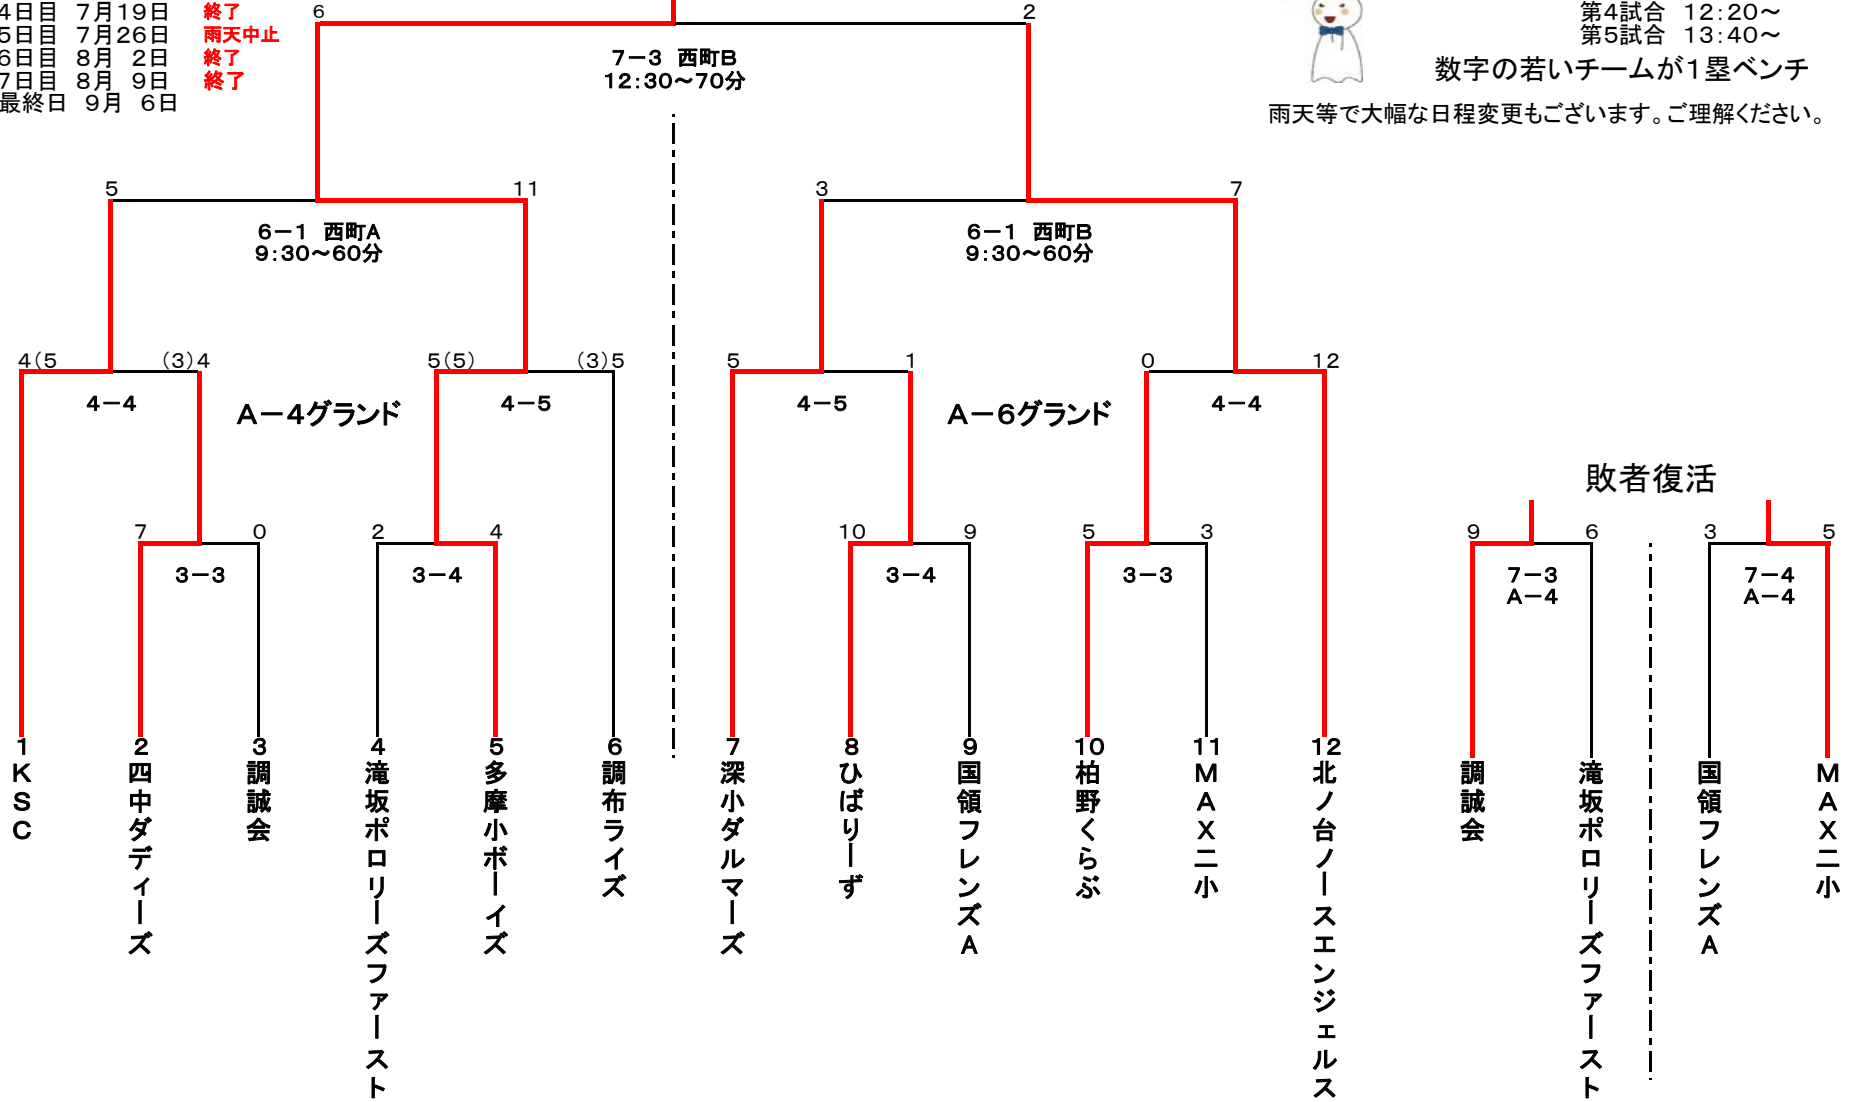 4日目 7月19日 終了
5日目 7月26日 雨天中止
6日目 8月 2日 終了
7日目 8月 9日 終了
最終日 9月 6日
第4試合 12:20～
第5試合 13:40～
数字の若いチームが1塁ベンチ
雨天等で大幅な日程変更もございます。ご理解ください。
6 2
7－3 西町B
12:30～70分
5 11 3 7
6－1 西町A
9:30～60分
6－1 西町B
9:30～60分
4(5 (3)4 5(5) (3)5 5 1 0 12
4－4 A－4グランド 4－5 4－5 A－6グランド 4－4
敗者復活
7 0 2 4 10 9 5 3 9 6 3 5
3－3 3－4 3－4 3－3
7－3
A－4
7－4
A－4
1 KSC
2 四中ダディーズ
3 調誠会
4 滝坂ポロリーズファースト
5 多摩小ボーイズ
6 調布ライズ
7 深小ダルマーズ
8 ひばりーず
9 国領フレンズA
10 柏野くらぶ
11 MAX二小
12 北ノ台ノースエンジェルス
調誠会
滝坂ポロリーズファースト
国領フレンズA
MAX二小